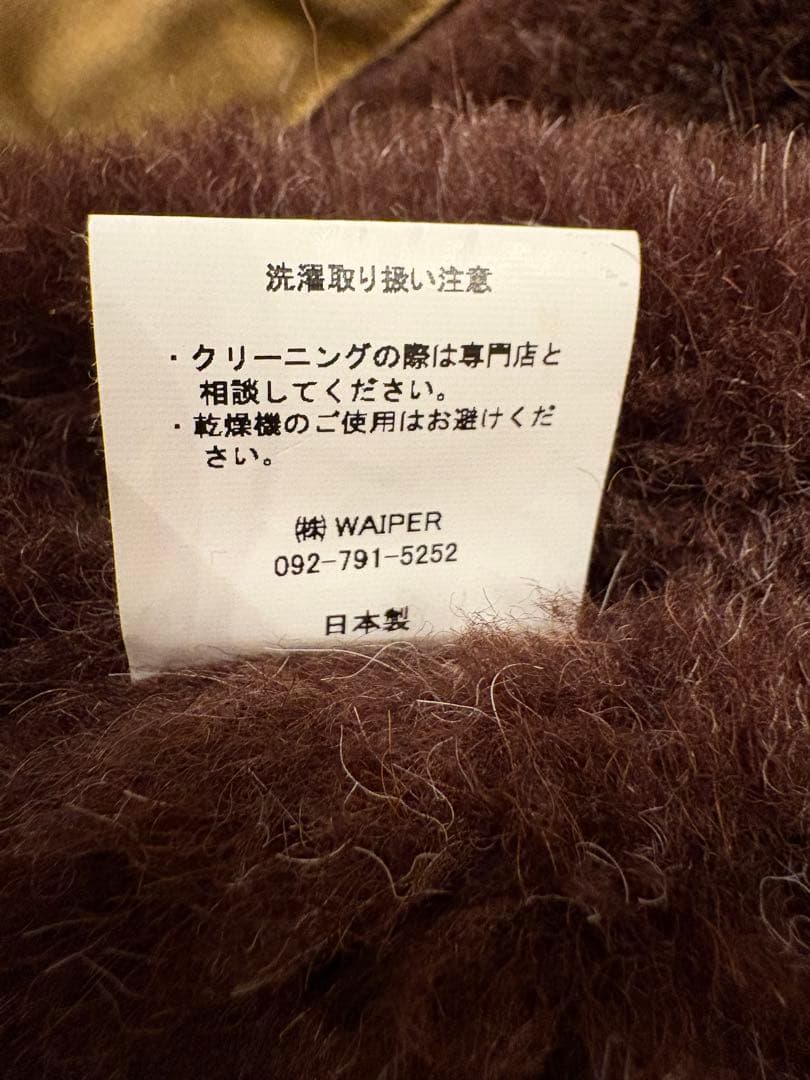 洗濯取り扱い注意
・クリーニングの際は専門店と
相談してください。
・乾燥機のご使用はお避けくだ
さい。
㈱ WAIPER
092-791-5252
日本製